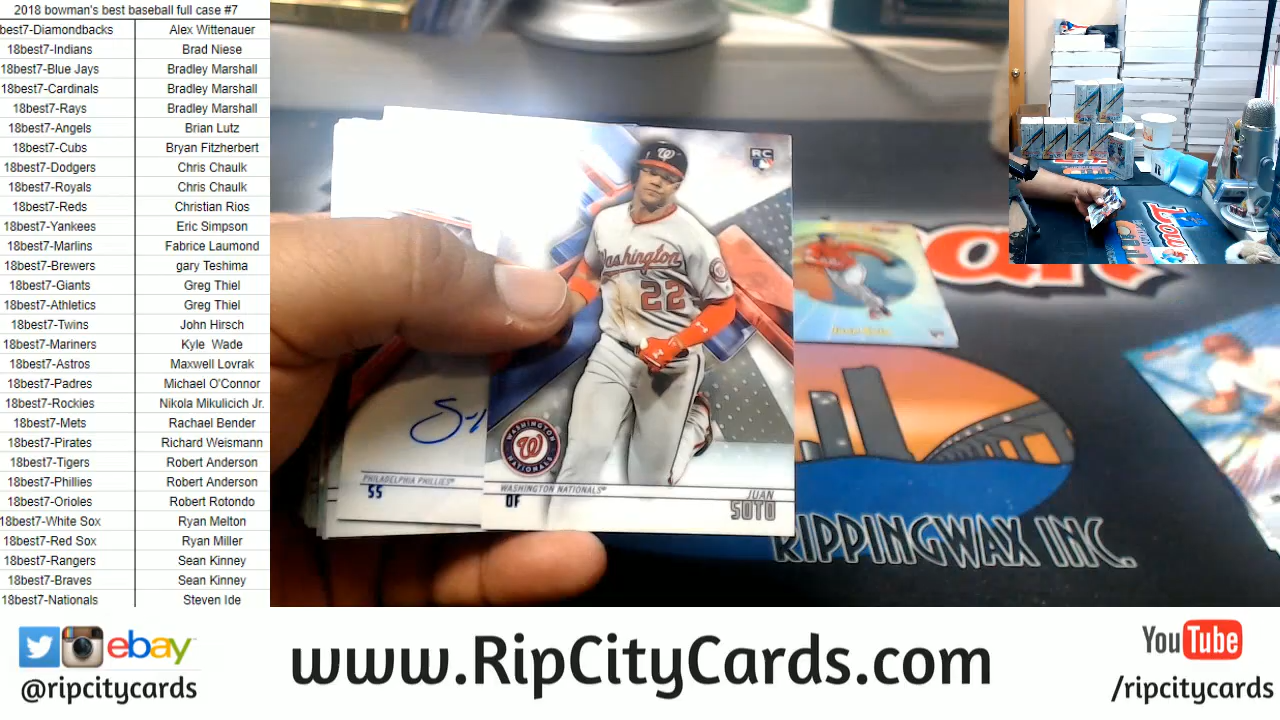 2018 bowman's best baseball full case #7
best7-Diamondbacks Alex Wittenauer
18best7-Indians Brad Niese
18best7-Blue Jays Bradley Marshall
18best7-Cardinals Bradley Marshall
18best7-Rays Bradley Marshall
18best7-Angels Brian Lutz
18best7-Cubs Bryan Fitzherbert
18best7-Dodgers Chris Chaulk
18best7-Royals Chris Chaulk
18best7-Reds Christian Rios
18best7-Yankees Eric Simpson
18best7-Marlins Fabrice Laumond
18best7-Brewers gary Teshima
18best7-Giants Greg Thiel
18best7-Athletics Greg Thiel
18best7-Twins John Hirsch
18best7-Mariners Kyle Wade
18best7-Astros Maxwell Lovrak
18best7-Padres Michael O'Connor
18best7-Rockies Nikola Mikulicich Jr.
18best7-Mets Rachael Bender
18best7-Pirates Richard Weismann
18best7-Tigers Robert Anderson
18best7-Phillies Robert Anderson
18best7-Orioles Robert Rotondo
18best7-White Sox Ryan Melton
18best7-Red Sox Ryan Miller
18best7-Rangers Sean Kinney
18best7-Braves Sean Kinney
18best7-Nationals Steven Ide
RC
Washington
22
WASHINGTON NATIONALS
W
PHILADELPHIA PHILLIES
SS
WASHINGTON NATIONALS
OF
JUAN
SOTO
RIPPINGWAX INC.
ebay
@ripcitycards
www.RipCityCards.com
YouTube
/ripcitycards